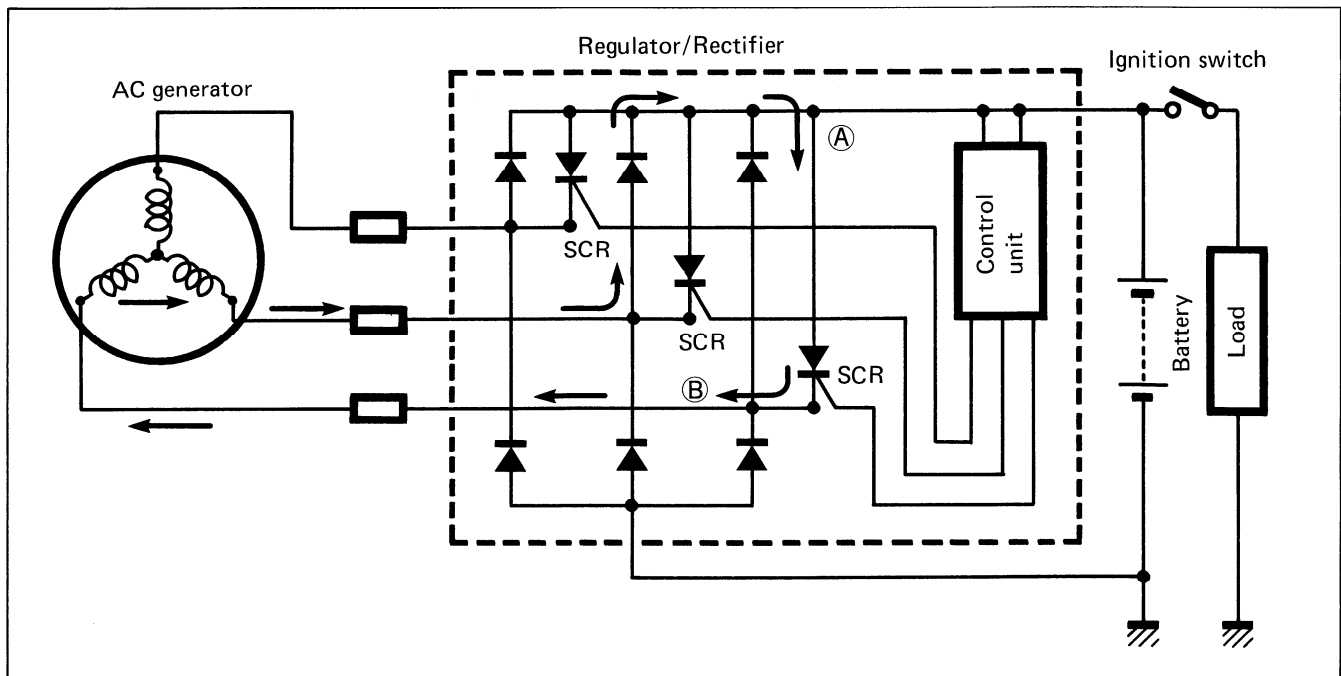 Regulator/Rectifier
Ignition switch
AC generator
Ⓐ
SCR
Control
unit
SCR
SCR
Ⓑ
Battery
Load